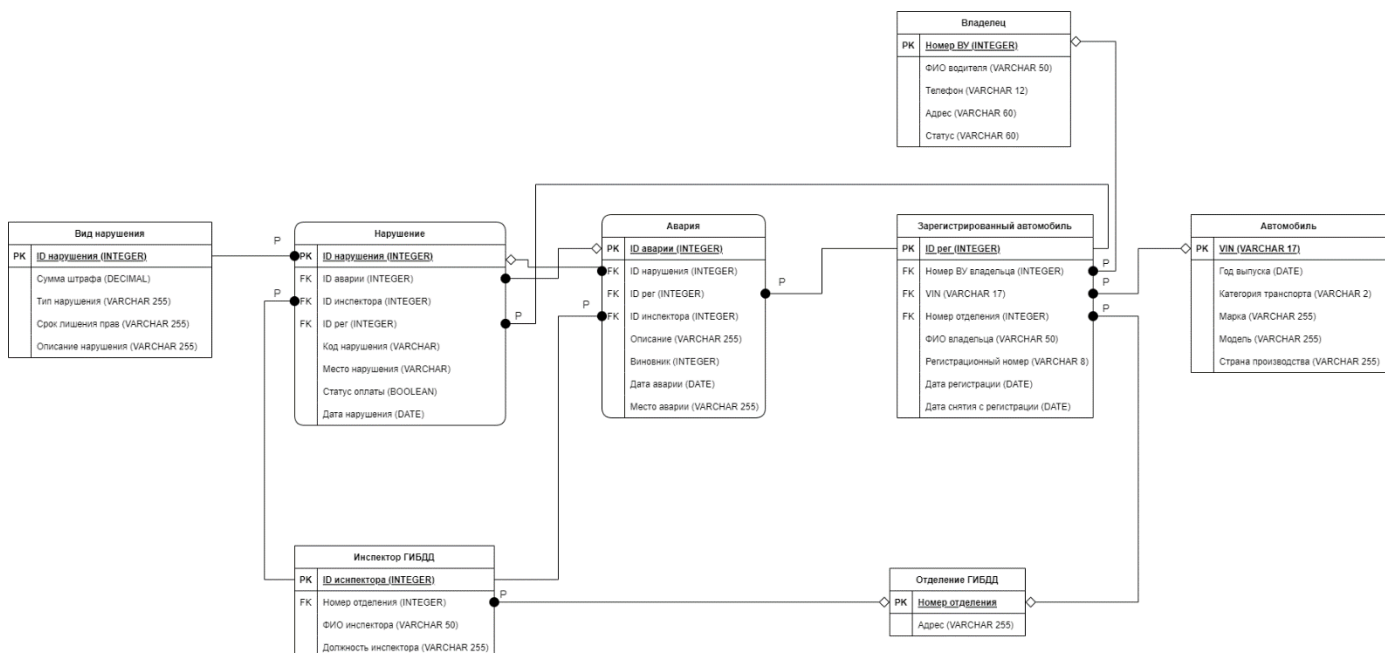 Владелец
PK Номер ВУ (INTEGER)
ФИО водителя (VARCHAR 50)
Телефон (VARCHAR 12)
Адрес (VARCHAR 60)
Статус (VARCHAR 60)
Вид нарушения
PK ID нарушения (INTEGER)
Сумма штрафа (DECIMAL)
Тип нарушения (VARCHAR 255)
Срок лишения прав (VARCHAR 255)
Описание нарушения (VARCHAR 255)
P
P
Нарушение
PK ID нарушения (INTEGER)
FK ID аварии (INTEGER)
FK ID инспектора (INTEGER)
FK ID рег (INTEGER)
Код нарушения (VARCHAR)
Место нарушения (VARCHAR)
Статус оплаты (BOOLEAN)
Дата нарушения (DATE)
P
P
Авария
PK ID аварии (INTEGER)
FK ID нарушения (INTEGER)
FK ID рег (INTEGER)
FK ID инспектора (INTEGER)
Описание (VARCHAR 255)
Виновник (INTEGER)
Дата аварии (DATE)
Место аварии (VARCHAR 255)
P
Зарегистрированный автомобиль
PK ID рег (INTEGER)
FK Номер ВУ владельца (INTEGER)
FK VIN (VARCHAR 17)
FK Номер отделения (INTEGER)
ФИО владельца (VARCHAR 50)
Регистрационный номер (VARCHAR 8)
Дата регистрации (DATE)
Дата снятия с регистрации (DATE)
P
P
P
Автомобиль
PK VIN (VARCHAR 17)
Год выпуска (DATE)
Категория транспорта (VARCHAR 2)
Марка (VARCHAR 255)
Модель (VARCHAR 255)
Страна производства (VARCHAR 255)
Инспектор ГИБДД
PK ID иснпектора (INTEGER)
FK Номер отделения (INTEGER)
ФИО инспектора (VARCHAR 50)
Должность инспектора (VARCHAR 255)
P
Отделение ГИБДД
PK Номер отделения
Адрес (VARCHAR 255)